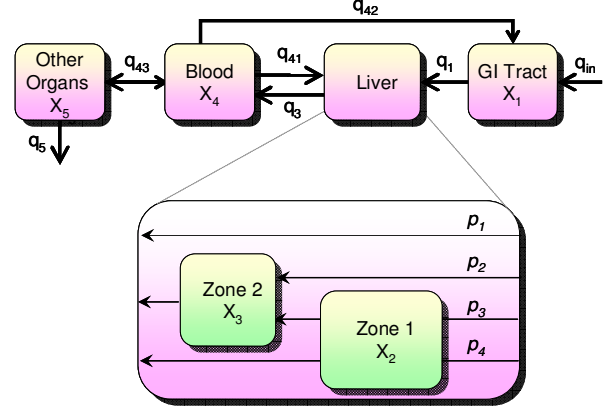 q42
Other
Organs
X5
q43
Blood
X4
q41
q3
Liver
q1
GI Tract
X1
qin
q5
p1
p2
Zone 2
X3
p3
Zone 1
X2
p4